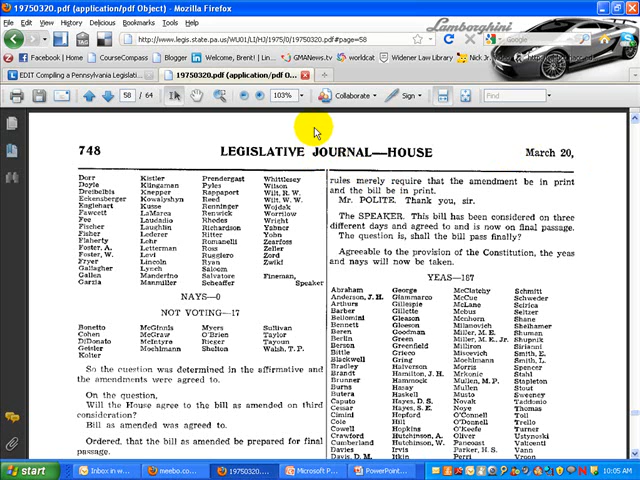 19750320.pdf (application/pdf Object) - Mozilla Firefox
File Edit View History Delicious Bookmarks Tools Help
Lamborghini
http://www.legis.state.pa.us/WU01/LI/HJ/1975/0/19750320.pdf#page=58
Google
Facebook
CourseCompass
Welcome, Brent!
GMANews.tv
worldcat
Widener Law Library
EDIT Compiling a Pennsylvania Legislati...
19750320.pdf (application/pdf O...
58 / 64
103%
Collaborate
Sign
Find
748 LEGISLATIVE JOURNAL—HOUSE March 20,
Dorr Kistler Prendergast Whittlesey
Doyle Klingaman Pyles Wilson
Dreibelbis Knepper Rappaport Wilt, R. W.
Eckensberger Kowalyshyn Reed Wilt, W. W.
Englehart Kusse Renninger Wojdak
Fawcett LaMarca Renwick Worrilow
Fee Laudadio Rhodes Wright
Fischer Laughlin Richardson Yahner
Fisher Lederer Ritter Yohn
Flaherty Lehr Romanelli Zearfoss
Foster, A. Letterman Ross Zeller
Foster, W. Levi Ruggiero Zord
Fryer Lincoln Ryan Zwikl
Gallagher Lynch Saloom
Gallen Manderino Salvatore Fineman,
Garzia Manmiller Scheaffer Speaker
NAYS—0
NOT VOTING—17
Bonetto McGinnis Myers Sullivan
Cohen McGraw O'Brien Taylor
DiDonato McIntyre Rieger Tayoun
Geisler Moehlmann Shelton Walsh, T. P.
Kolter
So the question was determined in the affirmative and
the amendments were agreed to.
On the question,
Will the House agree to the bill as amended on third
consideration?
Bill as amended was agreed to.
Ordered, that the bill as amended be prepared for final
passage.
rules merely require that the amendment be in print
and the bill be in print.
Mr. POLITE. Thank you, sir.
The SPEAKER. This bill has been considered on three
different days and agreed to and is now on final passage.
The question is, shall the bill pass finally?
Agreeable to the provision of the Constitution, the yeas
and nays will now be taken.
YEAS—187
Abraham George McClatchy Schmitt
Anderson, J. H. Giammarco McCue Schweder
Arthurs Gillespie McLane Scirica
Barber Gillette Mebus Seltzer
Bellomini Gleason Menhorn Shane
Bennett Gleeson Milanovich Shelhamer
Beren Goodman Miller, M. E. Shuman
Berlin Green Miller, M. E., Jr. Shupnik
Berson Greenfield Milliron Sirianni
Bittle Grieco Miscevich Smith, E.
Blackwell Gring Moehlmann Smith, L.
Bradley Halverson Morris Spencer
Brandt Hamilton, J. H. Mrkonic Stahl
Brunner Hammock Mullen, M. P. Stapleton
Burns Hasay Mullen Stout
Butera Haskell Musto Sweeney
Caputo Hayes, D. S. Novak Taddonio
Cessar Hayes, S. E. Noye Thomas
Cimini Hepford O'Connell Toll
Cole Hill O'Donnell Trello
Cowell Hopkins O'Keefe Turner
Crawford Hutchinson, A. Oliver Ustynoski
Cumberland Hutchinson, W. Pancoast Valicenti
Davies Irvis Parker, H. S. Vann
Davis, D. M. Itkin Perri Vroon
start
Inbox in w...
meebo.co...
19750320....
Microsoft P...
PowerPoint...
10:05 AM